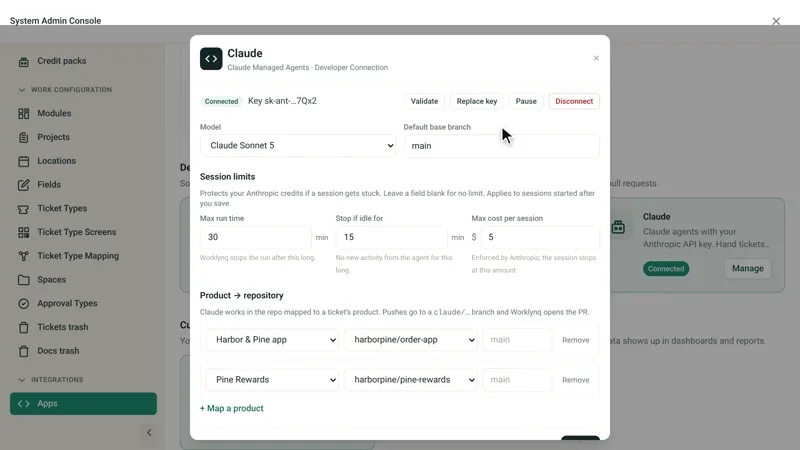 System Admin Console
Credit packs
WORK CONFIGURATION
Modules
Projects
Locations
Fields
Ticket Types
Ticket Type Screens
Ticket Type Mapping
Spaces
Approval Types
Tickets trash
Docs trash
INTEGRATIONS
Apps
Claude
Claude Managed Agents · Developer Connection
Connected
Key sk-ant-...7Qx2
Validate
Replace key
Pause
Disconnect
Model
Default base branch
Claude Sonnet 5
main
Session limits
Protects your Anthropic credits if a session gets stuck. Leave a field blank for no limit. Applies to sessions started after
you save.
Max run time
Stop if idle for
Max cost per session
30
min
15
min
$
5
Worklynq stops the run after this long.
No new activity from the agent for this
long.
Enforced by Anthropic, the session stops
at this amount
Product → repository
Claude works in the repo mapped to a ticket's product. Pushes go to a claude/… branch and Worklynq opens the PR.
Harbor & Pine app
harborpine/order-app
main
Remove
Pine Rewards
harborpine/pine-rewards
main
Remove
+ Map a product
De
So
ull requests.
Claude
Claude agents with your
Anthropic API key. Hand tickets...
Connected
Manage
Cu
Yo
ata shows up in dashboards and reports.